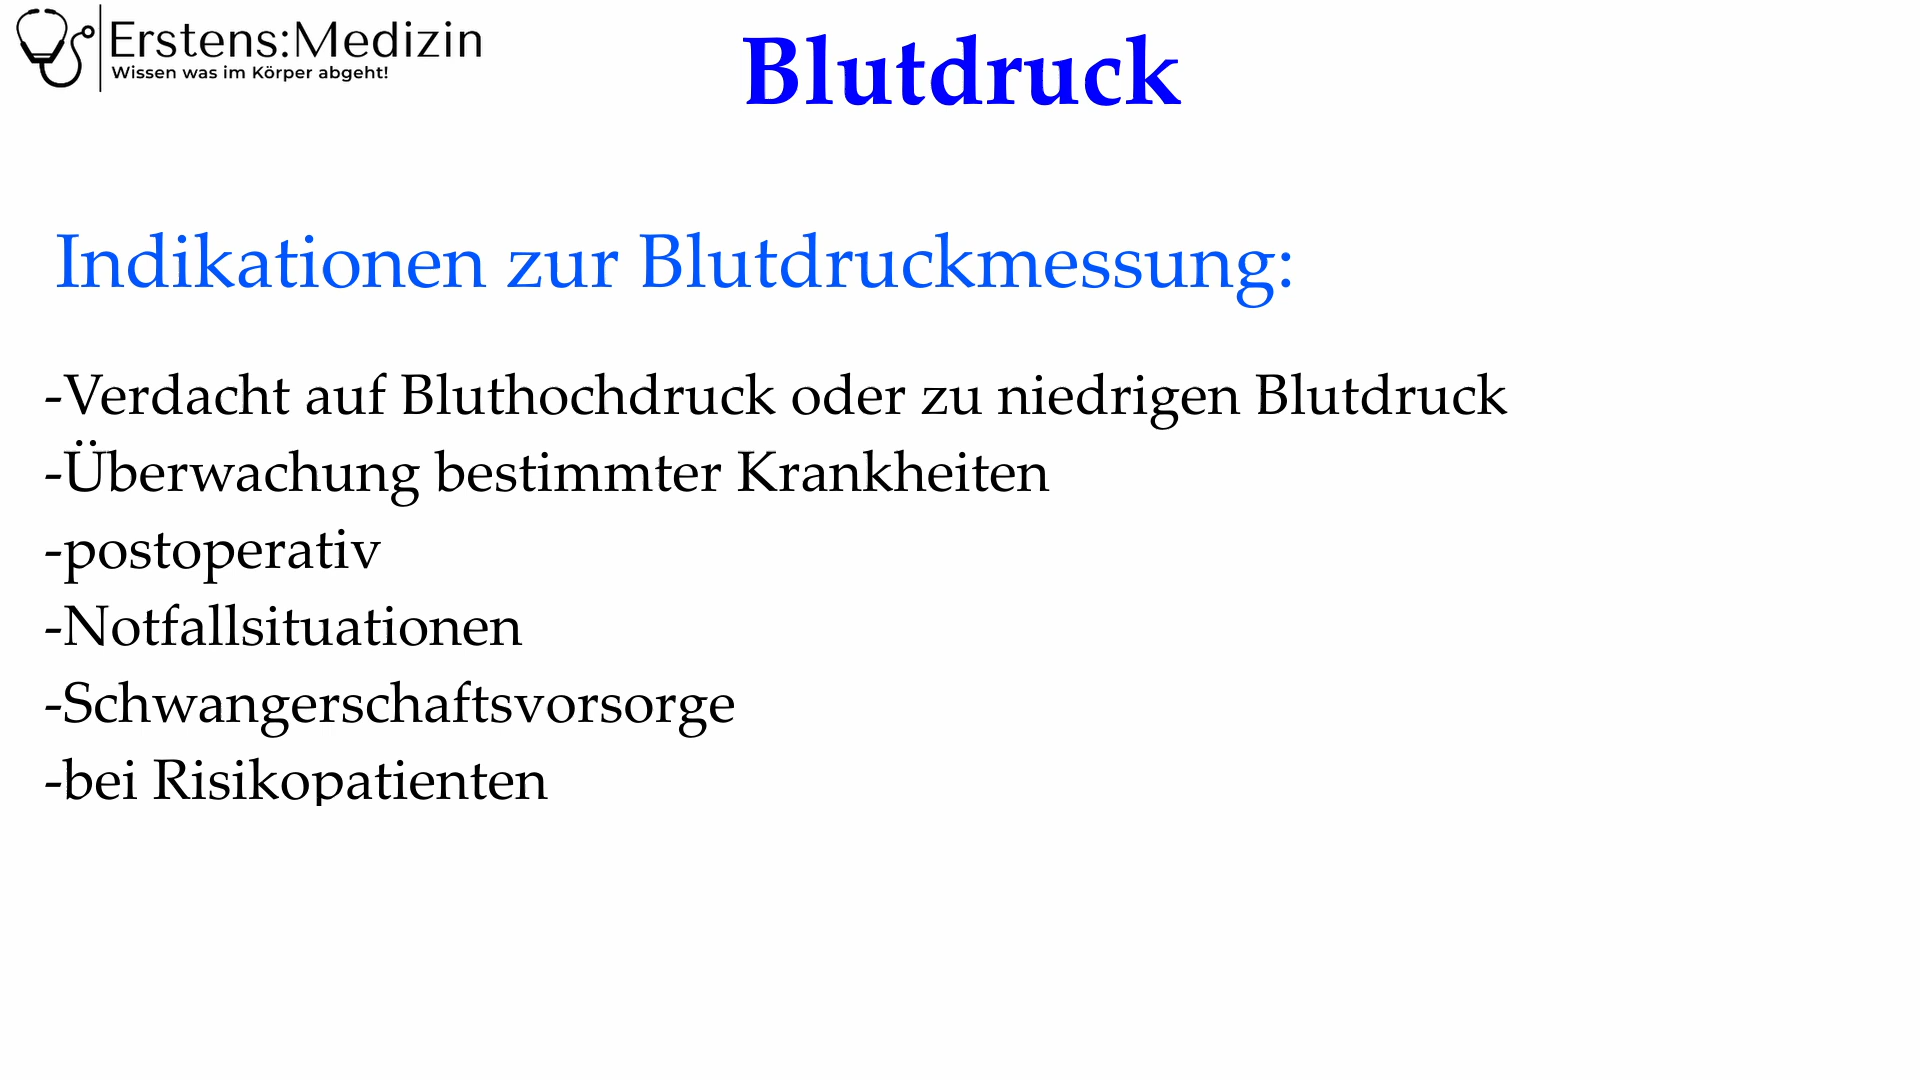 Erstens:Medizin
Wissen was im Körper abgeht!
Blutdruck
Indikationen zur Blutdruckmessung:
-Verdacht auf Bluthochdruck oder zu niedrigen Blutdruck
-Überwachung bestimmter Krankheiten
-postoperativ
-Notfallsituationen
-Schwangerschaftsvorsorge
-bei Risikopatienten